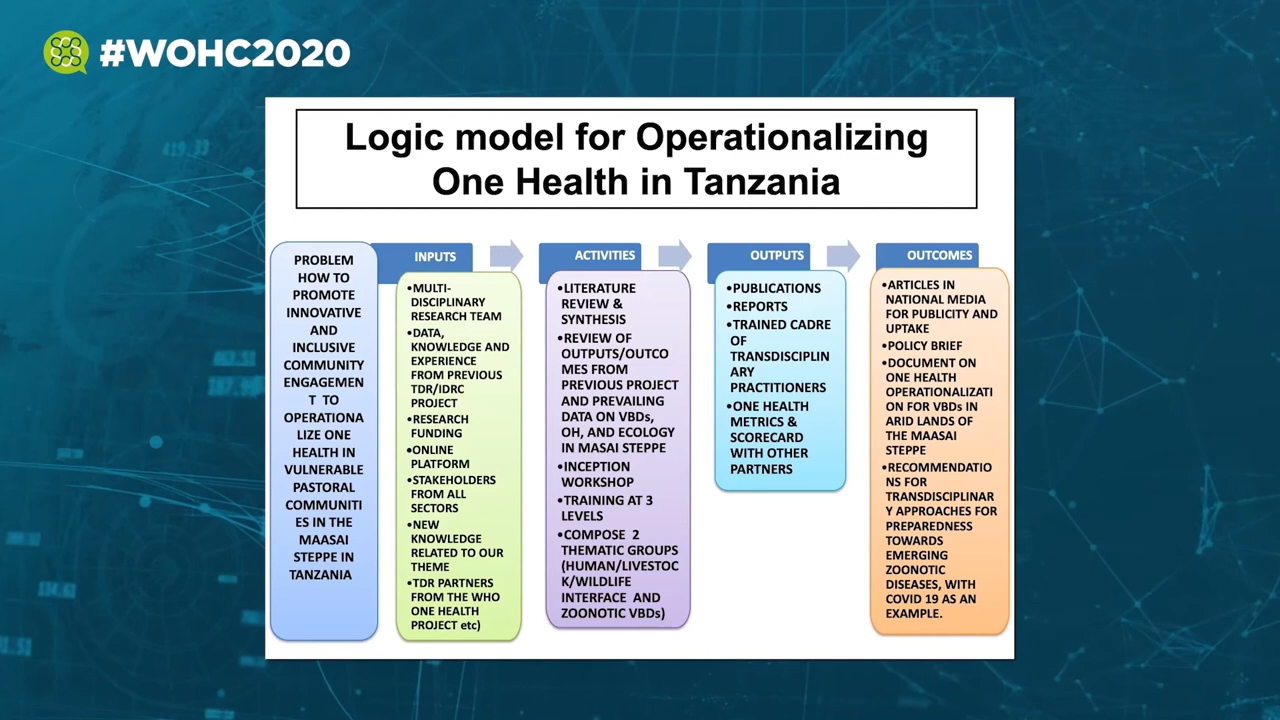 #WOHC2020
Logic model for Operationalizing
One Health in Tanzania
PROBLEM
HOW TO
PROMOTE
INNOVATIVE
AND
INCLUSIVE
COMMUNITY
ENGAGEMEN
T TO
OPERATIONA
LIZE ONE
HEALTH IN
VULNERABLE
PASTORAL
COMMUNITI
ES IN THE
MAASAI
STEPPE IN
TANZANIA
INPUTS
•MULTI-
DISCIPLINARY
RESEARCH TEAM
•DATA,
KNOWLEDGE AND
EXPERIENCE
FROM PREVIOUS
TDR/IDRC
PROJECT
•RESEARCH
FUNDING
•ONLINE
PLATFORM
•STAKEHOLDERS
FROM ALL
SECTORS
•NEW
KNOWLEDGE
RELATED TO OUR
THEME
•TDR PARTNERS
FROM THE WHO
ONE HEALTH
PROJECT etc)
ACTIVITIES
•LITERATURE
REVIEW &
SYNTHESIS
•REVIEW OF
OUTPUTS/OUTCO
MES FROM
PREVIOUS PROJECT
AND PREVAILING
DATA ON VBDs,
OH, AND ECOLOGY
IN MASAI STEPPE
•INCEPTION
WORKSHOP
•TRAINING AT 3
LEVELS
•COMPOSE 2
THEMATIC GROUPS
(HUMAN/LIVESTOC
K/WILDLIFE
INTERFACE AND
ZOONOTIC VBDs)
OUTPUTS
•PUBLICATIONS
•REPORTS
•TRAINED CADRE
OF
TRANSDISCIPLIN
ARY
PRACTITIONERS
•ONE HEALTH
METRICS &
SCORECARD
WITH OTHER
PARTNERS
OUTCOMES
•ARTICLES IN
NATIONAL MEDIA
FOR PUBLICITY AND
UPTAKE
•POLICY BRIEF
•DOCUMENT ON
ONE HEALTH
OPERATIONALIZATI
ON FOR VBDs IN
ARID LANDS OF
THE MAASAI
STEPPE
•RECOMMENDATIO
NS FOR
TRANSDISCIPLINAR
Y APPROACHES FOR
PREPAREDNESS
TOWARDS
EMERGING
ZOONOTIC
DISEASES, WITH
COVID 19 AS AN
EXAMPLE.